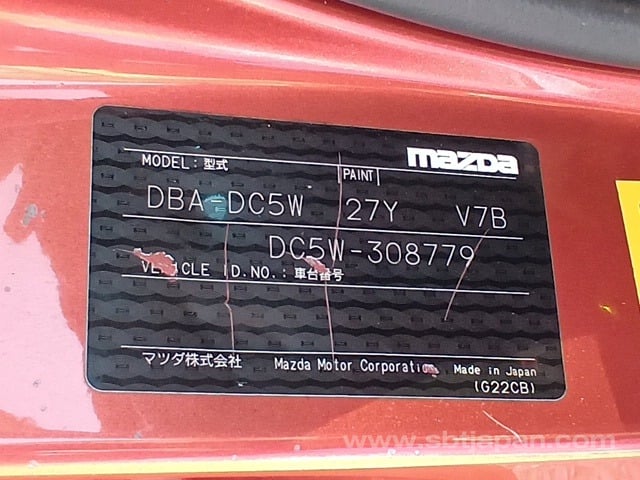 mazda
MODEL: 型式 PAINT
DBA-DC5W 27Y V7B
DC5W-308779
VEHICLE I.D.NO.: 車台番号
マツダ株式会社 Mazda Motor Corporation Made in Japan
(G22CB)
www.sbtjapan.com